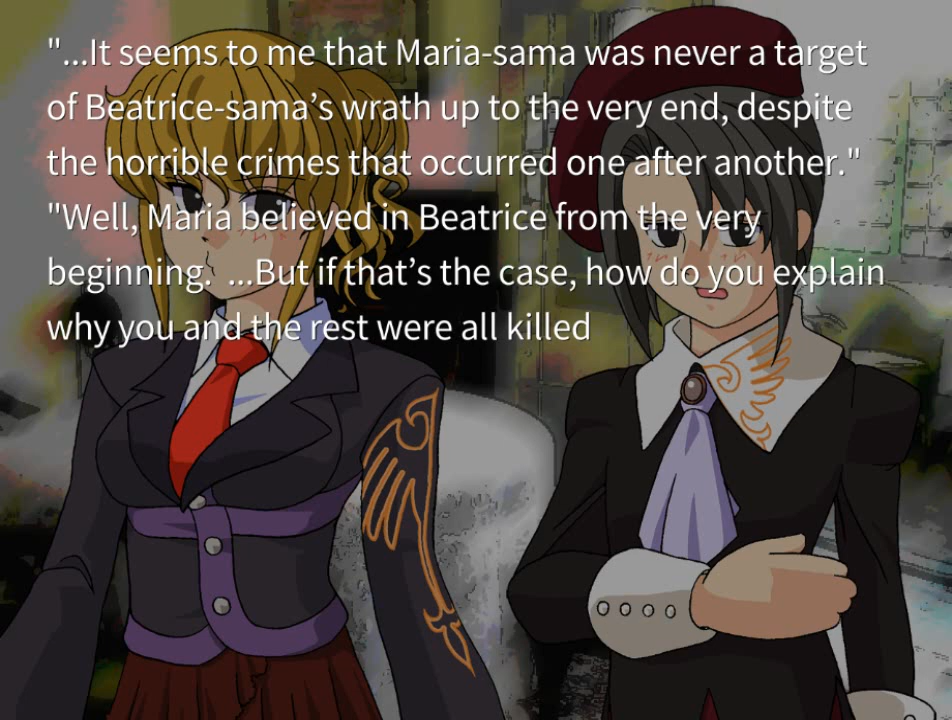 "...It seems to me that Maria-sama was never a target
of Beatrice-sama’s wrath up to the very end, despite
the horrible crimes that occurred one after another."
"Well, Maria believed in Beatrice from the very
beginning.  ...But if that’s the case, how do you explain
why you and the rest were all killed